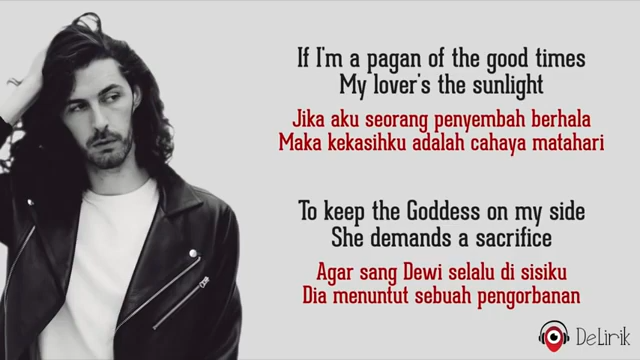 If I'm a pagan of the good times
My lover's the sunlight
Jika aku seorang penyembah berhala
Maka kekasihku adalah cahaya matahari
To keep the Goddess on my side
She demands a sacrifice
Agar sang Dewi selalu di sisiku
Dia menuntut sebuah pengorbanan
DeLirik